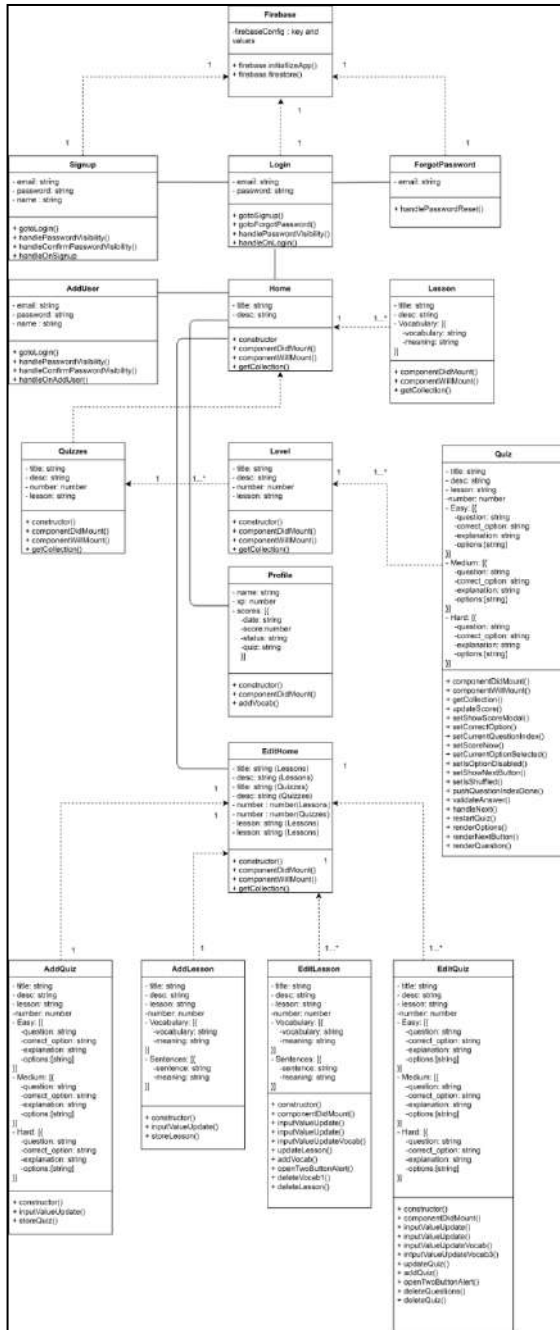 Firebase
-firebaseConfig : key and
values
+ firebase.initializeApp()
+ firebase.firestore()
1
1
1
1
1
1
Signup
- email: string
- password: string
- name : string
+ gotoLogin()
+ handlePasswordVisibility()
+ handleConfirmPasswordVisibility()
+ handleOnSignup
Login
- email: string
- password: string
+ gotoSignup()
+ gotoForgotPassword()
+ handlePasswordVisibility()
+ handleOnLogin()
ForgotPassword
- email: string
+ handlePasswordReset()
AddUser
- email: string
- password: string
- name : string
+ gotoLogin()
+ handlePasswordVisibility()
+ handleConfirmPasswordVisibility()
+ handleOnAddUser()
Home
- title: string
- desc: string
+ constructor
+ componentDidMount()
+ componentWillMount()
+ getCollection()
1
1...*
Lesson
- title: string
- desc: string
- Vocabulary: [{
-vocabulary: string
-meaning: string
}]
+ componentDidMount()
+ componentWillMount()
+ getCollection()
Quizzes
- title: string
- desc: string
- number: number
- lesson: string
+ constructor()
+ componentDidMount()
+ componentWillMount()
+ getCollection()
1
1...*
Level
- title: string
- desc: string
- number: number
- lesson: string
+ constructor()
+ componentDidMount()
+ componentWillMount()
+ getCollection()
1
1...*
Quiz
- title: string
- desc: string
- lesson: string
-number: number
- Easy: [{
-question: string
-correct_option: string
-explanation: string
-options:[string]
}]
- Medium: [{
-question: string
-correct_option: string
-explanation: string
-options:[string]
}]
- Hard: [{
-question: string
-correct_option: string
-explanation: string
-options:[string]
}]
+ componentDidMount()
+ componentWillMount()
+ getCollection()
+ updateScore()
+ setShowScoreModal()
+ setCorrectOption()
+ setCurrentQuestionIndex()
+ setScoreNow()
+ setCurrentOptionSelected()
+ setIsOptionDisabled()
+ setShowNextButton()
+ setIsShuffled()
+ pushQuestionIndexDone()
+ validateAnswer()
+ handleNext()
+ restartQuiz()
+ renderOptions()
+ renderNextButton()
+ renderQuestion()
Profile
- name: string
- xp: number
- scores: [{
-date: string
-score:number
-status: string
-quiz: string
}]
+ constructor()
+ componentDidMount()
+ addVocab()
EditHome
- title: string (Lessons)
- desc: string (Lessons)
- title: string (Quizzes)
- desc: string (Quizzes)
- number : number(Lessons)
- number : number(Quizzes)
- lesson: string (Lessons)
- lesson: string (Lessons)
+ constructor()
+ componentDidMount()
+ componentWillMount()
+ getCollection()
1
1
1
1
1
1
1...*
1...*
AddQuiz
- title: string
- desc: string
- lesson: string
-number: number
- Easy: [{
-question: string
-correct_option: string
-explanation: string
-options:[string]
}]
- Medium: [{
-question: string
-correct_option: string
-explanation: string
-options:[string]
}]
- Hard: [{
-question: string
-correct_option: string
-explanation: string
-options:[string]
}]
+ constructor()
+ inputValueUpdate()
+ storeQuiz()
AddLesson
- title: string
- desc: string
- lesson: string
- number: number
- Vocabulary: [{
-vocabulary: string
-meaning: string
}]
- Sentences: [{
-sentence: string
-meaning: string
}]
+ constructor()
+ inputValueUpdate()
+ storeLesson()
EditLesson
- title: string
- desc: string
- lesson: string
- number: number
- Vocabulary: [{
-vocabulary: string
-meaning: string
}]
- Sentences: [{
-sentence: string
-meaning: string
}]
+ constructor()
+ componentDidMount()
+ inputValueUpdate()
+ inputValueUpdate()
+ inputValueUpdateVocab()
+ updateLesson()
+ addVocab()
+ openTwoButtonAlert()
+ deleteVocab1()
+ deleteLesson()
EditQuiz
- title: string
- desc: string
- lesson: string
-number: number
- Easy: [{
-question: string
-correct_option: string
-explanation: string
-options:[string]
}]
- Medium: [{
-question: string
-correct_option: string
-explanation: string
-options:[string]
}]
- Hard: [{
-question: string
-correct_option: string
-explanation: string
-options:[string]
}]
+ constructor()
+ componentDidMount()
+ inputValueUpdate()
+ inputValueUpdate()
+ inputValueUpdateVocab()
+ inputValueUpdateVocab3()
+ updateQuiz()
+ addQuiz()
+ openTwoButtonAlert()
+ deleteQuestions()
+ deleteQuiz()